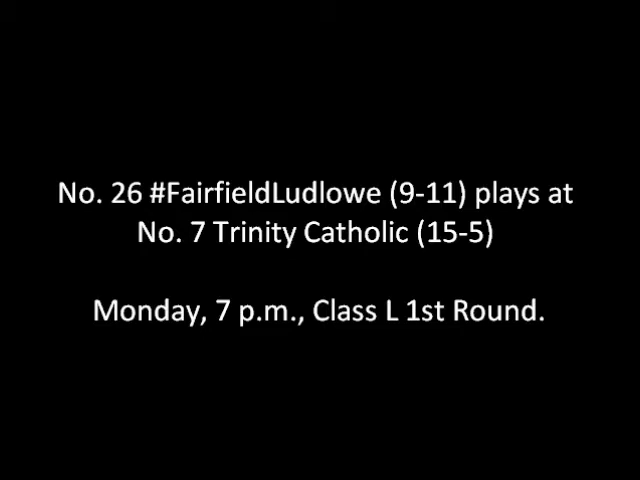 No. 26 #FairfieldLudlowe (9-11) plays at
No. 7 Trinity Catholic (15-5)
Monday, 7 p.m., Class L 1st Round.